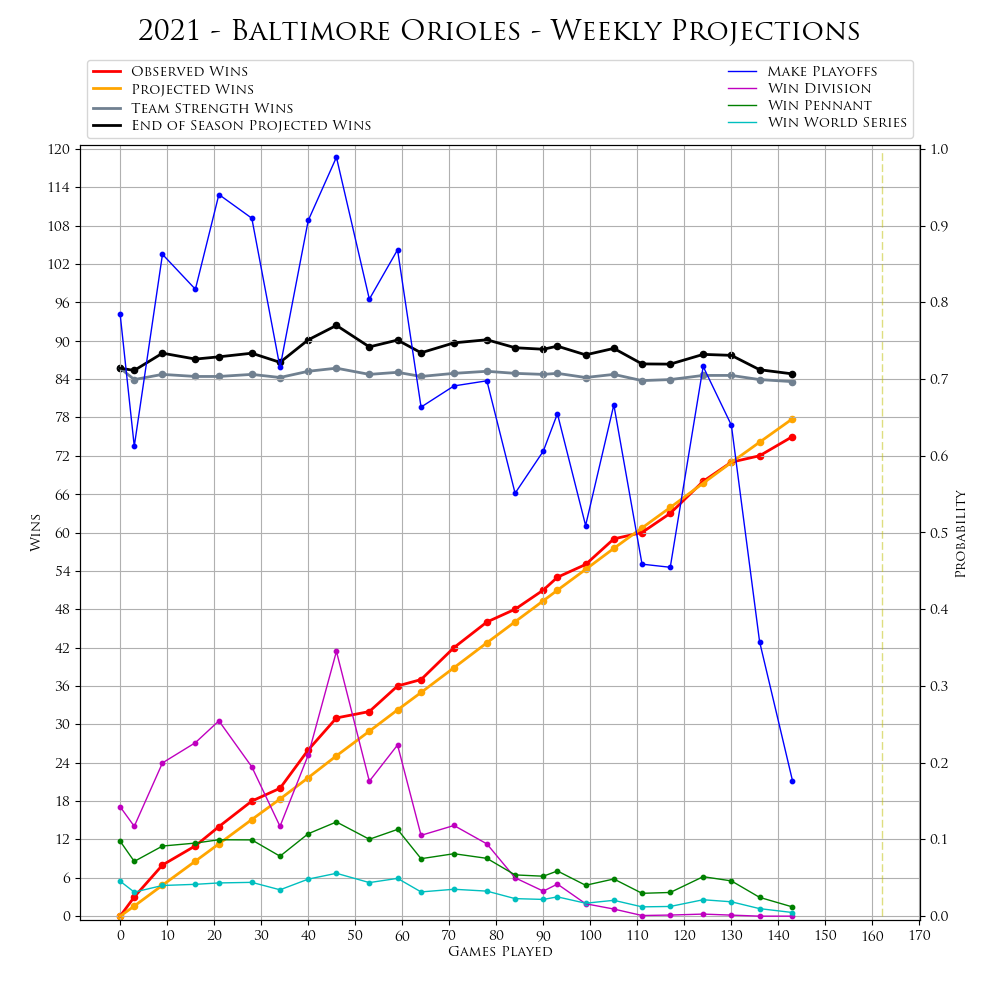 2021 - Baltimore Orioles - Weekly Projections
Observed Wins
Projected Wins
Team Strength Wins
End of Season Projected Wins
Make Playoffs
Win Division
Win Pennant
Win World Series
120
114
108
102
96
90
84
78
72
66
60
54
48
42
36
30
24
18
12
6
0
Wins
1.0
0.9
0.8
0.7
0.6
0.5
0.4
0.3
0.2
0.1
0.0
Probability
0 10 20 30 40 50 60 70 80 90 100 110 120 130 140 150 160 170
Games Played